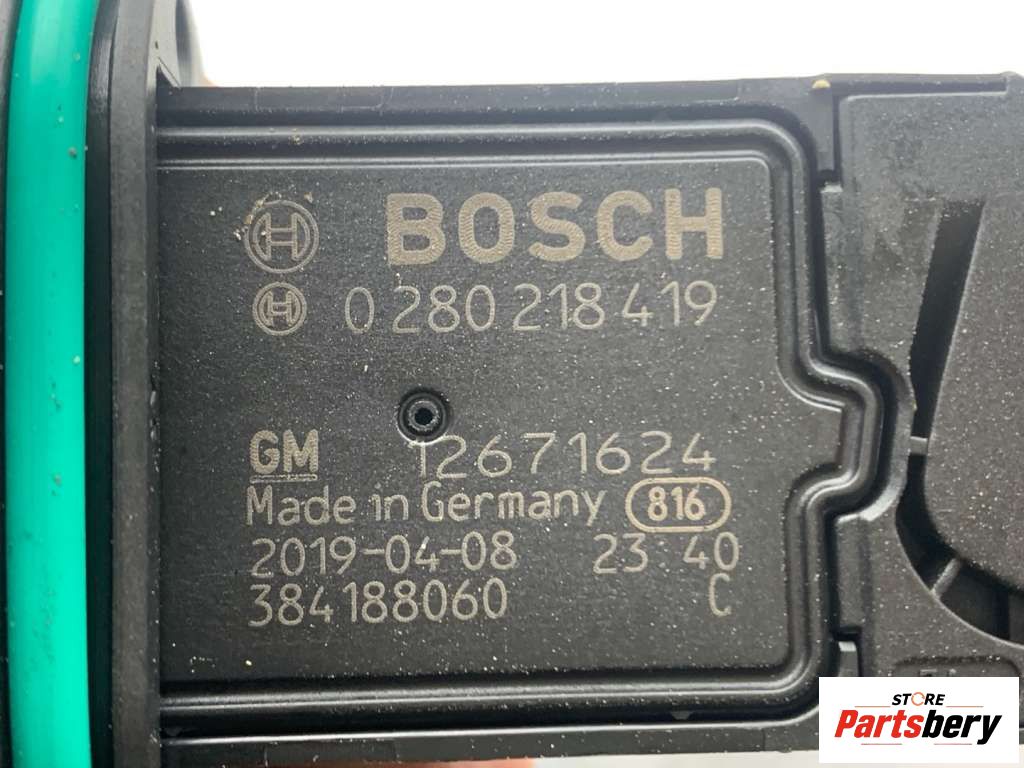 BOSCH
0 280 218 419
GM 12671624
Made in Germany 816
2019-04-08 23 40
384188060 C
STORE
Partsbery